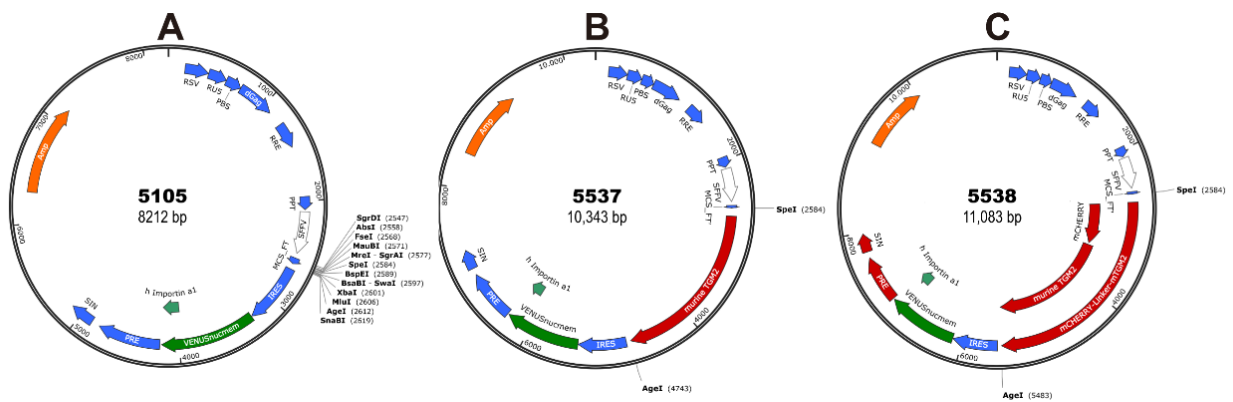 A
8000
RSV
RU5
PBS
dGag
1000
RRE
2000
PPT
SFFV
MCS_FT
IRES
3000
VENUSnucmem
4000
h Importin a1
PRE
5000
SIN
6000
7000
Amp
5105
8212 bp
SgrDI (2547)
AbsI (2558)
FseI (2568)
MauBI (2571)
MreI - SgrAI (2577)
SpeI (2584)
BspEI (2589)
BsaBI - SwaI (2597)
XbaI (2601)
MluI (2606)
AgeI (2612)
SnaBI (2619)
B
10.000
RSV
RU5
PBS
dGag
RRE
2000
PPT
SFFV
MCS_FT'
SpeI (2584)
murine TGM2
4000
AgeI (4743)
IRES
6000
VENUSnucmem
h Importin a1
PRE
SIN
8000
Amp
5537
10,343 bp
C
10.000
RSV
RU5
PBS
dGag
RRE
2000
PPT
SFFV
MCS_FT'
SpeI (2584)
mCHERRY
murine TGM2
mCHERRY-Linker-mTGM2
4000
AgeI (5483)
IRES
6000
VENUSnucmem
h Importin a1
PRE
SIN
8000
Amp
5538
11,083 bp